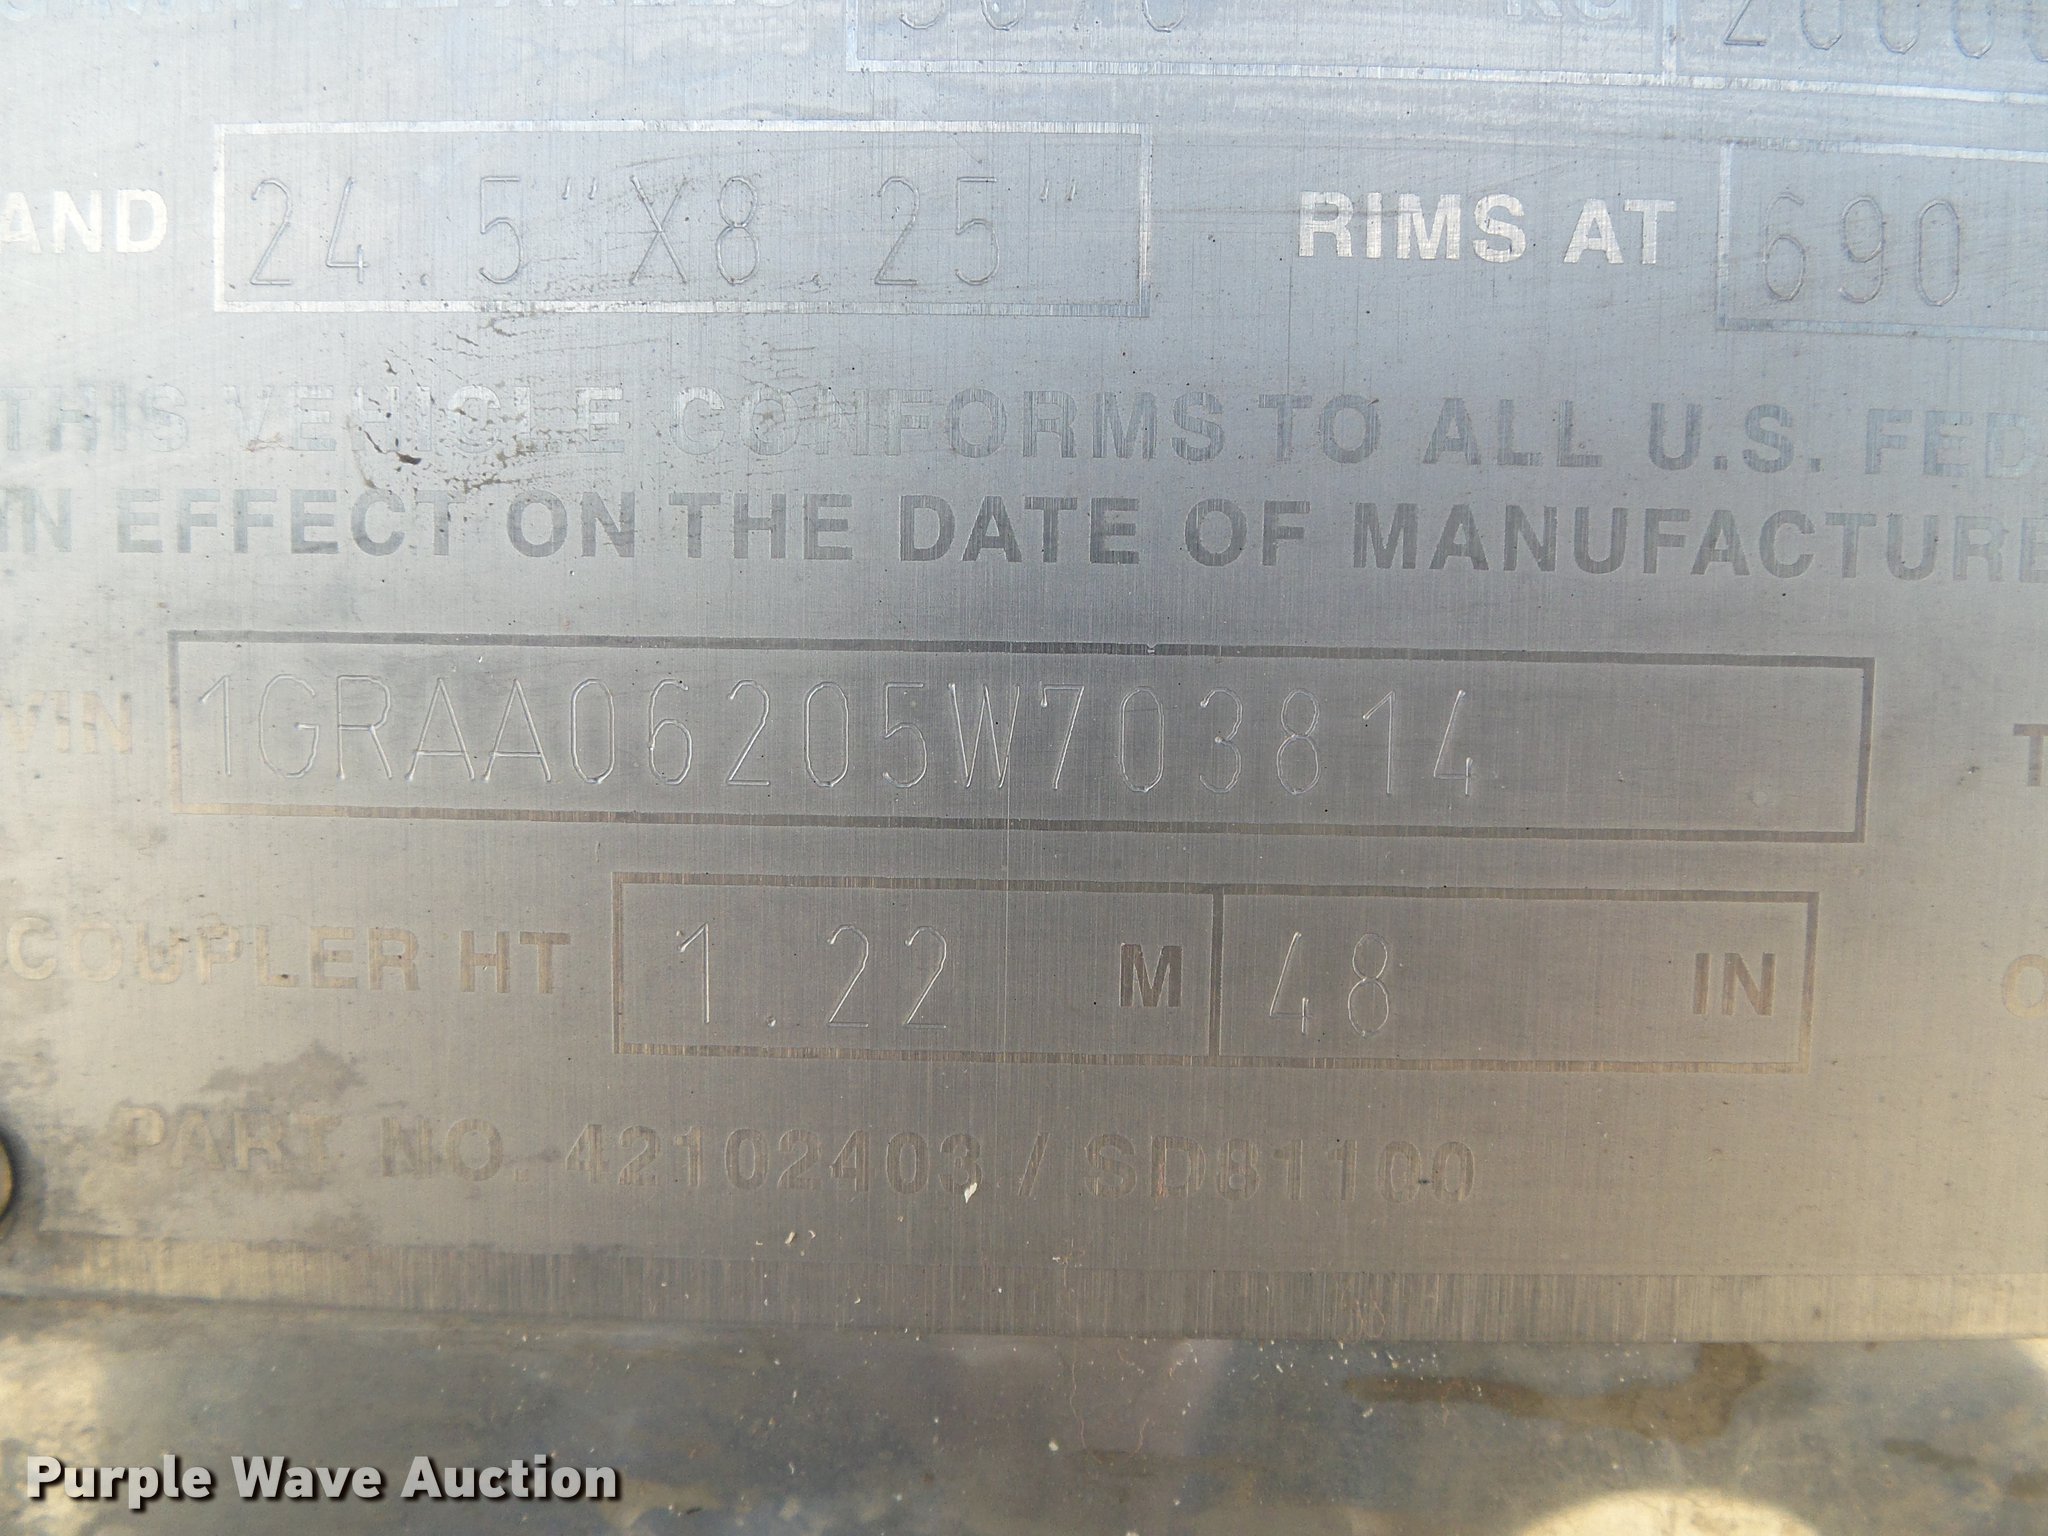 KG
AND 24.5"X8.25" RIMS AT 690
THIS VEHICLE CONFORMS TO ALL U.S. FED
IN EFFECT ON THE DATE OF MANUFACTURE
VIN 1GRAA06205W703814 T
COUPLER HT 1.22 M 48 IN O
PART NO. 42102403 / SD81100
Purple Wave Auction